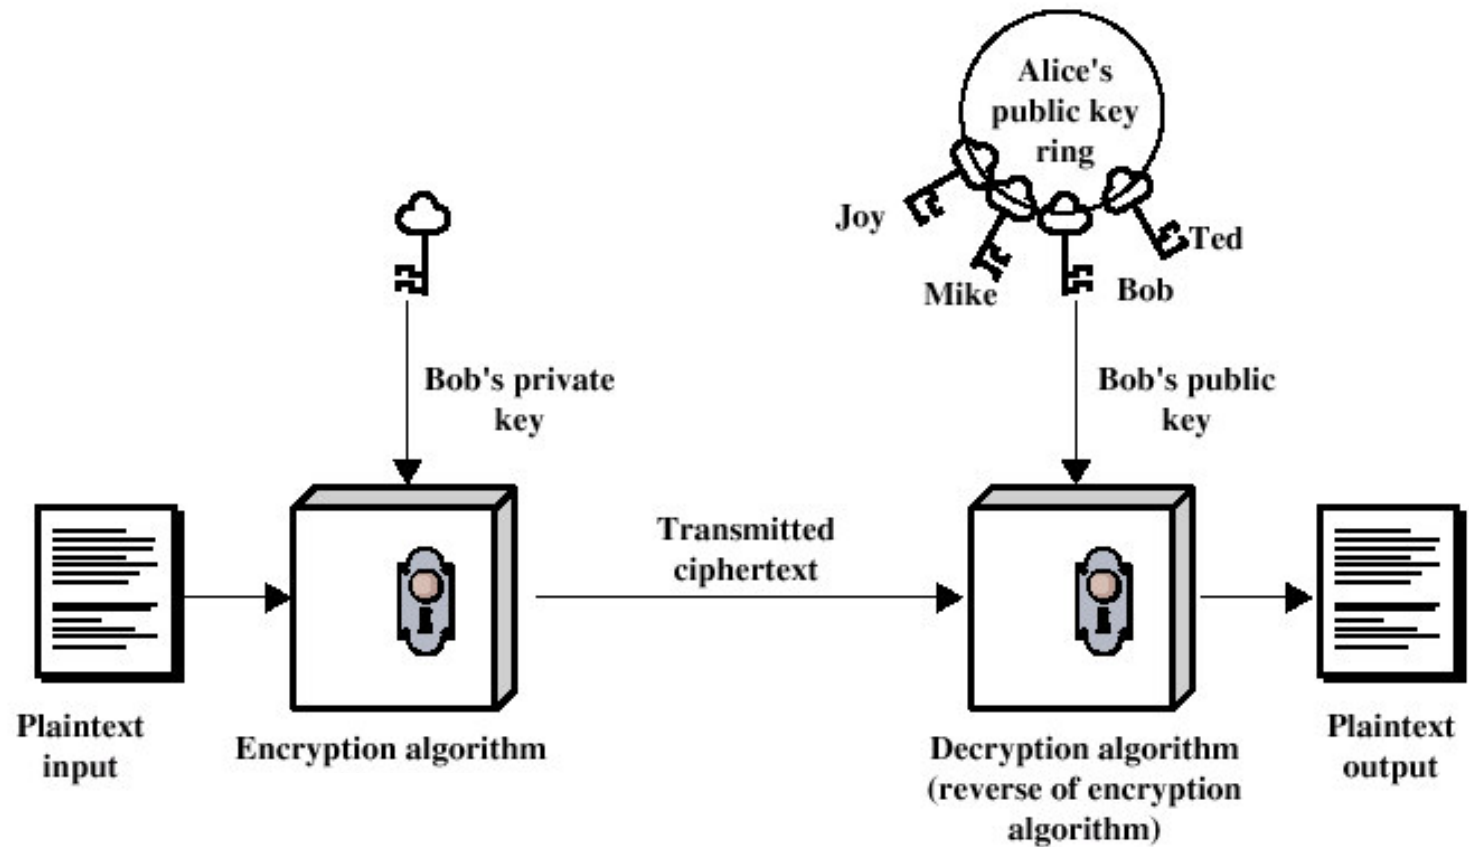 Alice's
public key
ring
Joy
Mike
Bob
Ted
Bob's private
key
Bob's public
key
Transmitted
ciphertext
Plaintext
input
Encryption algorithm
Decryption algorithm
(reverse of encryption
algorithm)
Plaintext
output